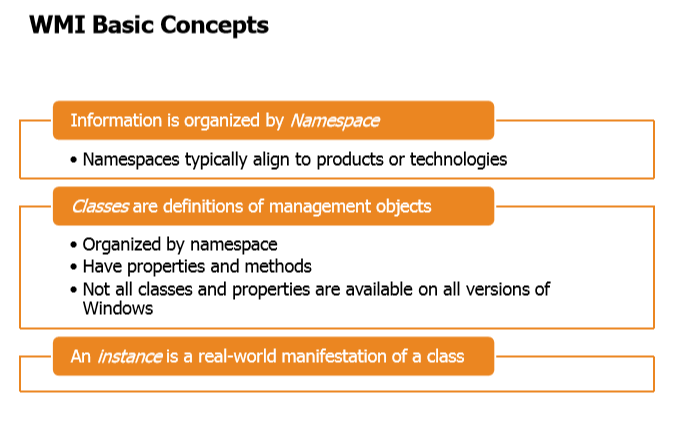 WMI Basic Concepts
Information is organized by Namespace
• Namespaces typically align to products or technologies
Classes are definitions of management objects
• Organized by namespace
• Have properties and methods
• Not all classes and properties are available on all versions of
Windows
An instance is a real-world manifestation of a class